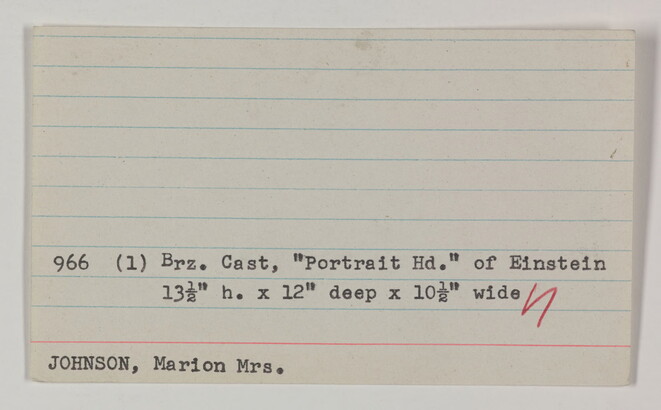 966 (1) Brz. Cast, "Portrait Hd." of Einstein
13½" h. x 12" deep x 10½" wide
JOHNSON, Marion Mrs.